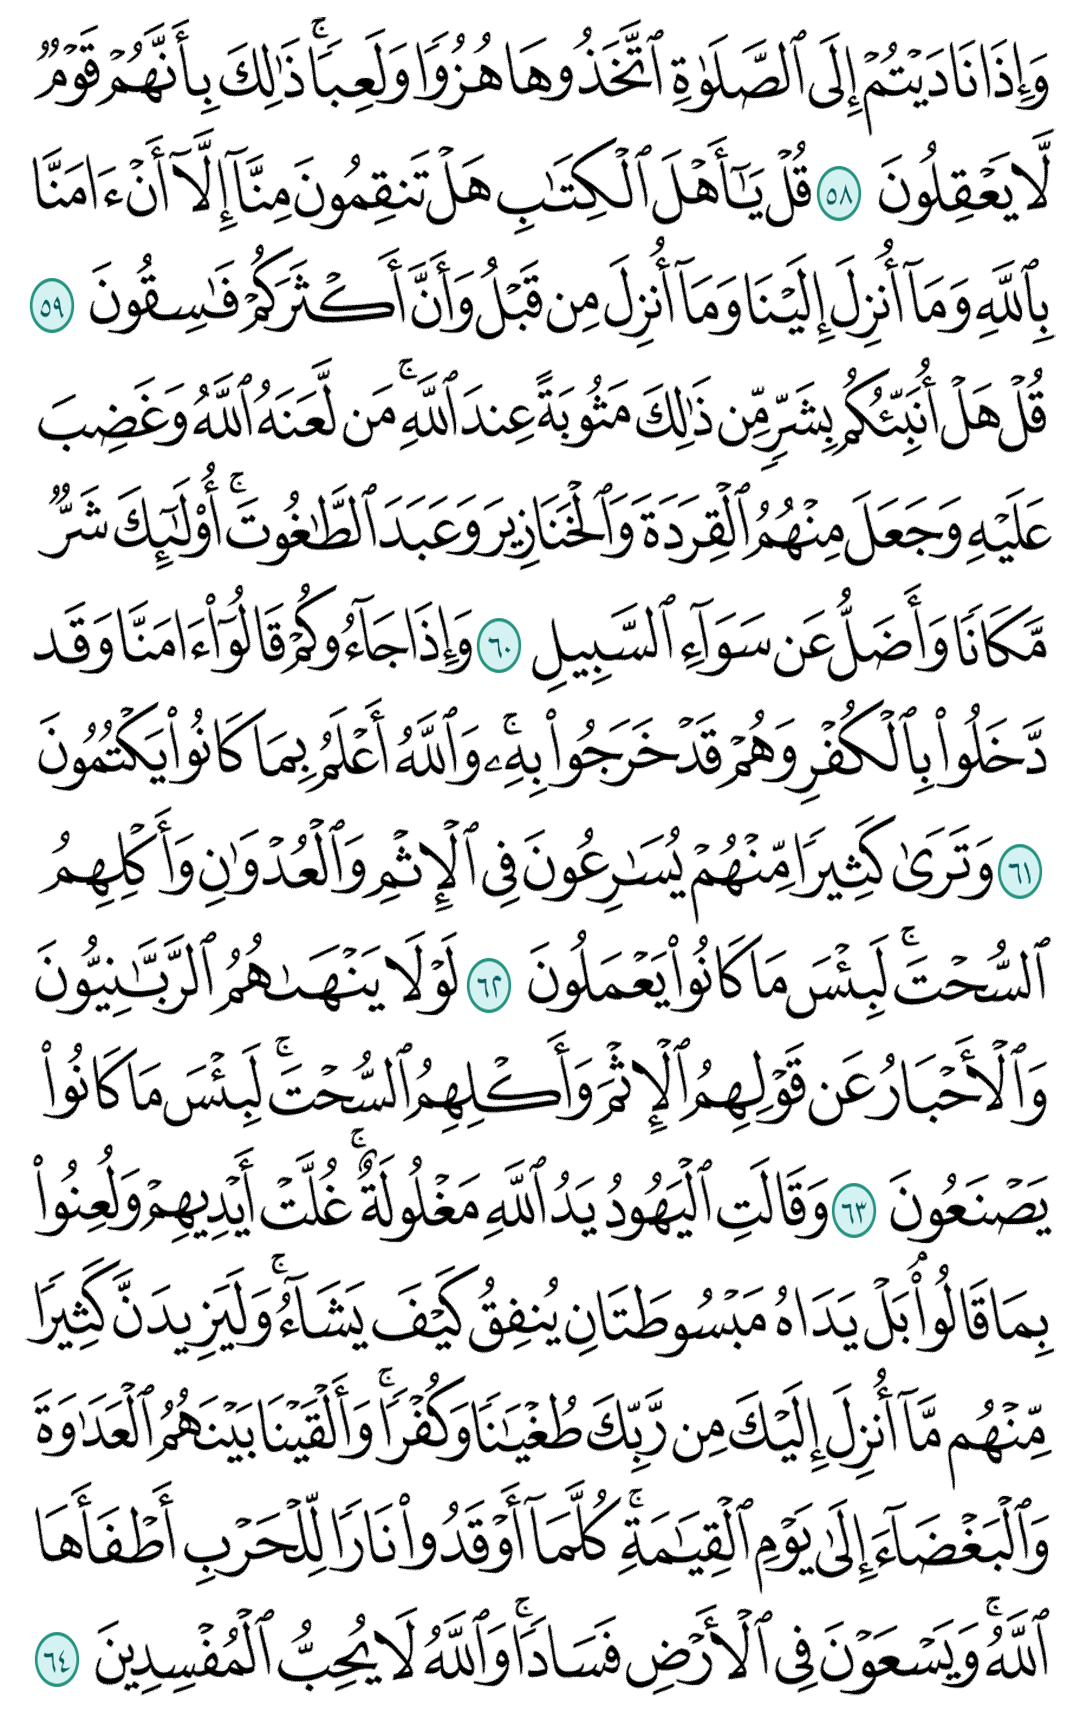 وَإِذَا نَادَيْتُمْ إِلَى ٱلصَّلَوٰةِ ٱتَّخَذُوهَا هُزُوًا وَلَعِبًا ۚ ذَٰلِكَ بِأَنَّهُمْ قَوْمٌ
لَّا يَعْقِلُونَ ٥٨ قُلْ يَـٰٓأَهْلَ ٱلْكِتَـٰبِ هَلْ تَنقِمُونَ مِنَّآ إِلَّآ أَنْ ءَامَنَّا
بِٱللَّهِ وَمَآ أُنزِلَ إِلَيْنَا وَمَآ أُنزِلَ مِن قَبْلُ وَأَنَّ أَكْثَرَكُمْ فَـٰسِقُونَ ٥٩
قُلْ هَلْ أُنَبِّئُكُم بِشَرٍّ مِّن ذَٰلِكَ مَثُوبَةً عِندَ ٱللَّهِ ۚ مَن لَّعَنَهُ ٱللَّهُ وَغَضِبَ
عَلَيْهِ وَجَعَلَ مِنْهُمُ ٱلْقِرَدَةَ وَٱلْخَنَازِيرَ وَعَبَدَ ٱلطَّـٰغُوتَ ۚ أُو۟لَـٰٓئِكَ شَرٌّ
مَّكَانًا وَأَضَلُّ عَن سَوَآءِ ٱلسَّبِيلِ ٦٠ وَإِذَا جَآءُوكُمْ قَالُوٓا۟ ءَامَنَّا وَقَد
دَّخَلُوا۟ بِٱلْكُفْرِ وَهُمْ قَدْ خَرَجُوا۟ بِهِۦ ۚ وَٱللَّهُ أَعْلَمُ بِمَا كَانُوا۟ يَكْتُمُونَ
٦١ وَتَرَىٰ كَثِيرًا مِّنْهُمْ يُسَـٰرِعُونَ فِى ٱلْإِثْمِ وَٱلْعُدْوَٰنِ وَأَكْلِهِمُ
ٱلسُّحْتَ ۚ لَبِئْسَ مَا كَانُوا۟ يَعْمَلُونَ ٦٢ لَوْلَا يَنْهَىٰهُمُ ٱلرَّبَّـٰنِيُّونَ
وَٱلْأَحْبَارُ عَن قَوْلِهِمُ ٱلْإِثْمَ وَأَكْلِهِمُ ٱلسُّحْتَ ۚ لَبِئْسَ مَا كَانُوا۟
يَصْنَعُونَ ٦٣ وَقَالَتِ ٱلْيَهُودُ يَدُ ٱللَّهِ مَغْلُولَةٌ ۚ غُلَّتْ أَيْدِيهِمْ وَلُعِنُوا۟
بِمَا قَالُوا۟ ۘ بَلْ يَدَاهُ مَبْسُوطَتَانِ يُنفِقُ كَيْفَ يَشَآءُ ۚ وَلَيَزِيدَنَّ كَثِيرًا
مِّنْهُم مَّآ أُنزِلَ إِلَيْكَ مِن رَّبِّكَ طُغْيَـٰنًا وَكُفْرًا ۚ وَأَلْقَيْنَا بَيْنَهُمُ ٱلْعَدَٰوَةَ
وَٱلْبَغْضَآءَ إِلَىٰ يَوْمِ ٱلْقِيَـٰمَةِ ۚ كُلَّمَآ أَوْقَدُوا۟ نَارًا لِّلْحَرْبِ أَطْفَأَهَا
ٱللَّهُ ۚ وَيَسْعَوْنَ فِى ٱلْأَرْضِ فَسَادًا ۚ وَٱللَّهُ لَا يُحِبُّ ٱلْمُفْسِدِينَ ٦٤